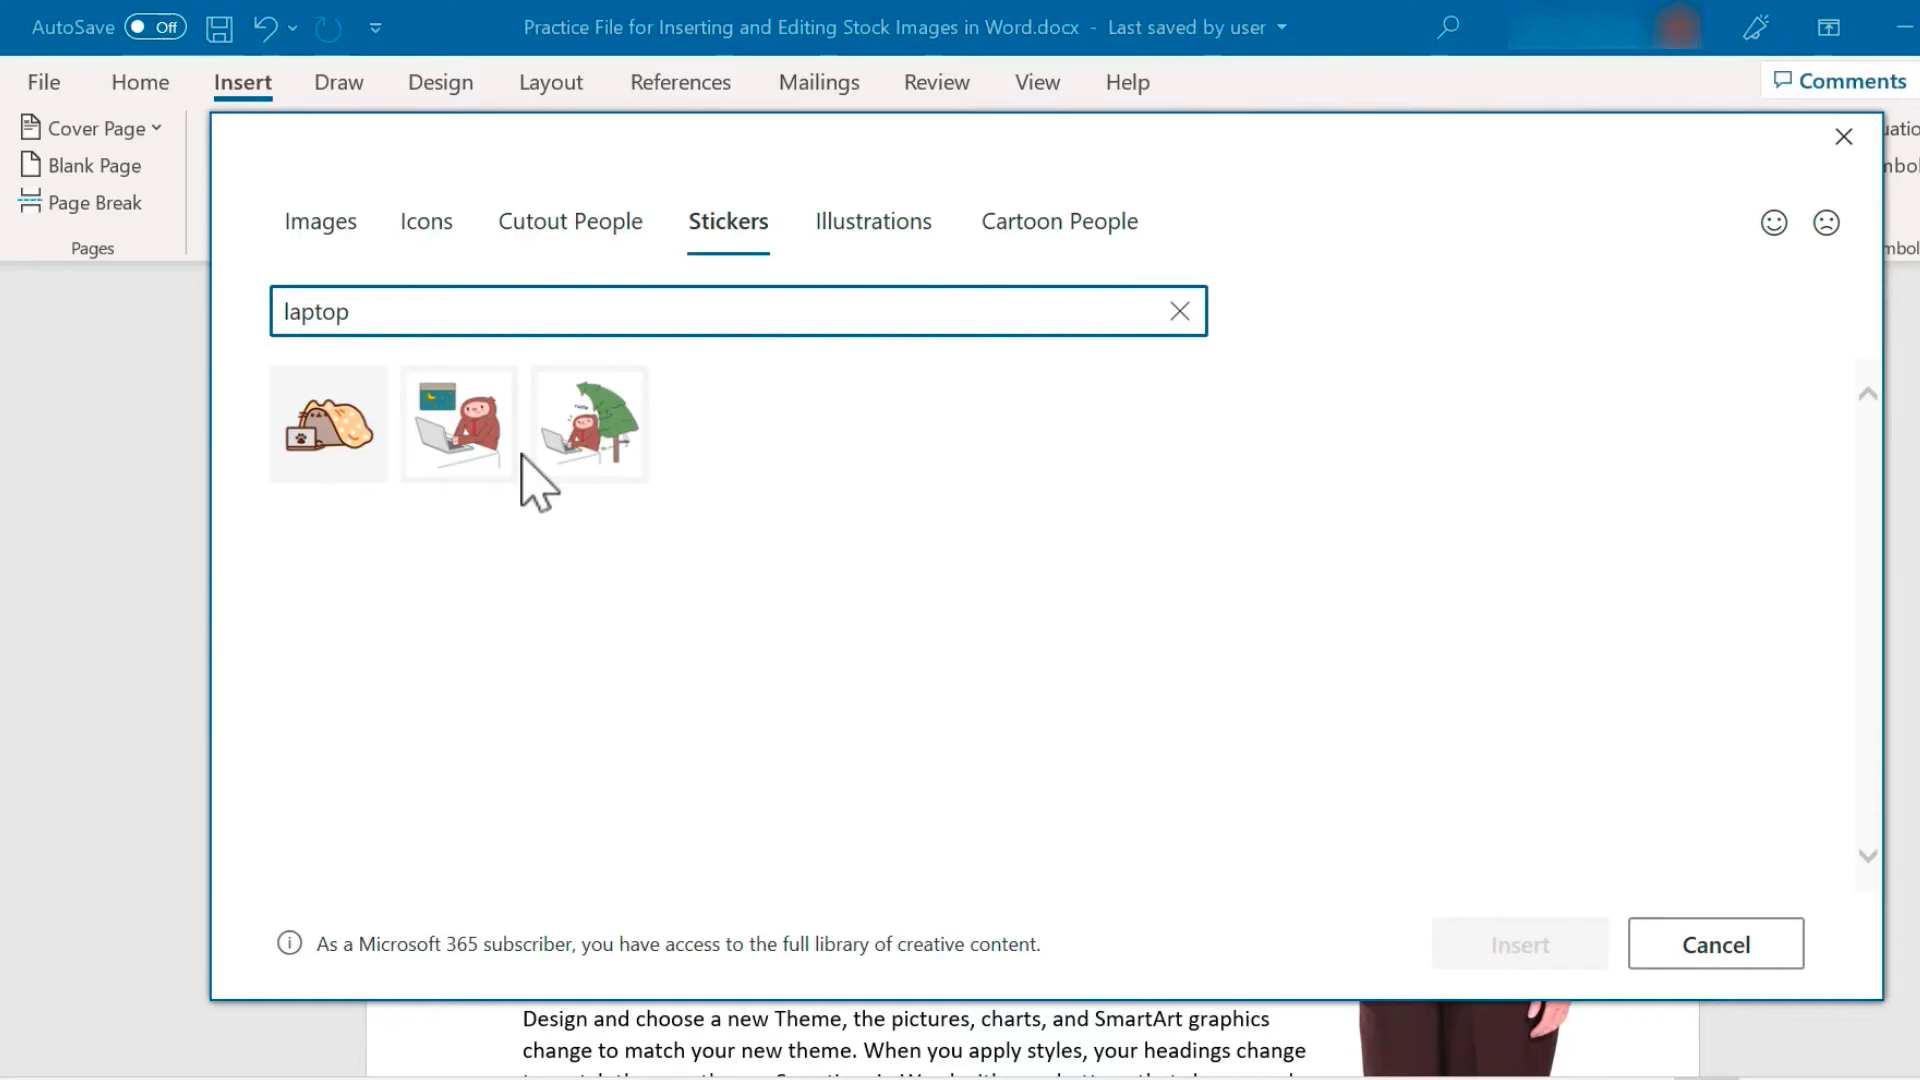 AutoSave Off Practice File for Inserting and Editing Stock Images in Word.docx - Last saved by user
File Home Insert Draw Design Layout References Mailings Review View Help Comments
Cover Page
Blank Page
Page Break
Pages
Images Icons Cutout People Stickers Illustrations Cartoon People
laptop
As a Microsoft 365 subscriber, you have access to the full library of creative content.
Insert Cancel
Design and choose a new Theme, the pictures, charts, and SmartArt graphics
change to match your new theme. When you apply styles, your headings change